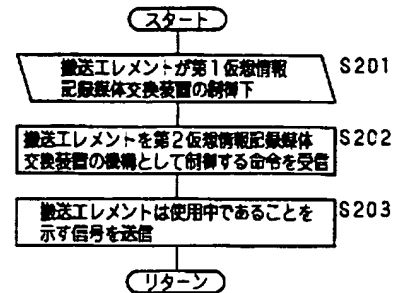 スタート
搬送エレメントが第1仮想情報
記録媒体交換装置の制御下
S201
搬送エレメントを第2仮想情報記録媒体
交換装置の機構として制御する命令を受信
S202
搬送エレメントは使用中であることを
示す信号を送信
S203
リターン